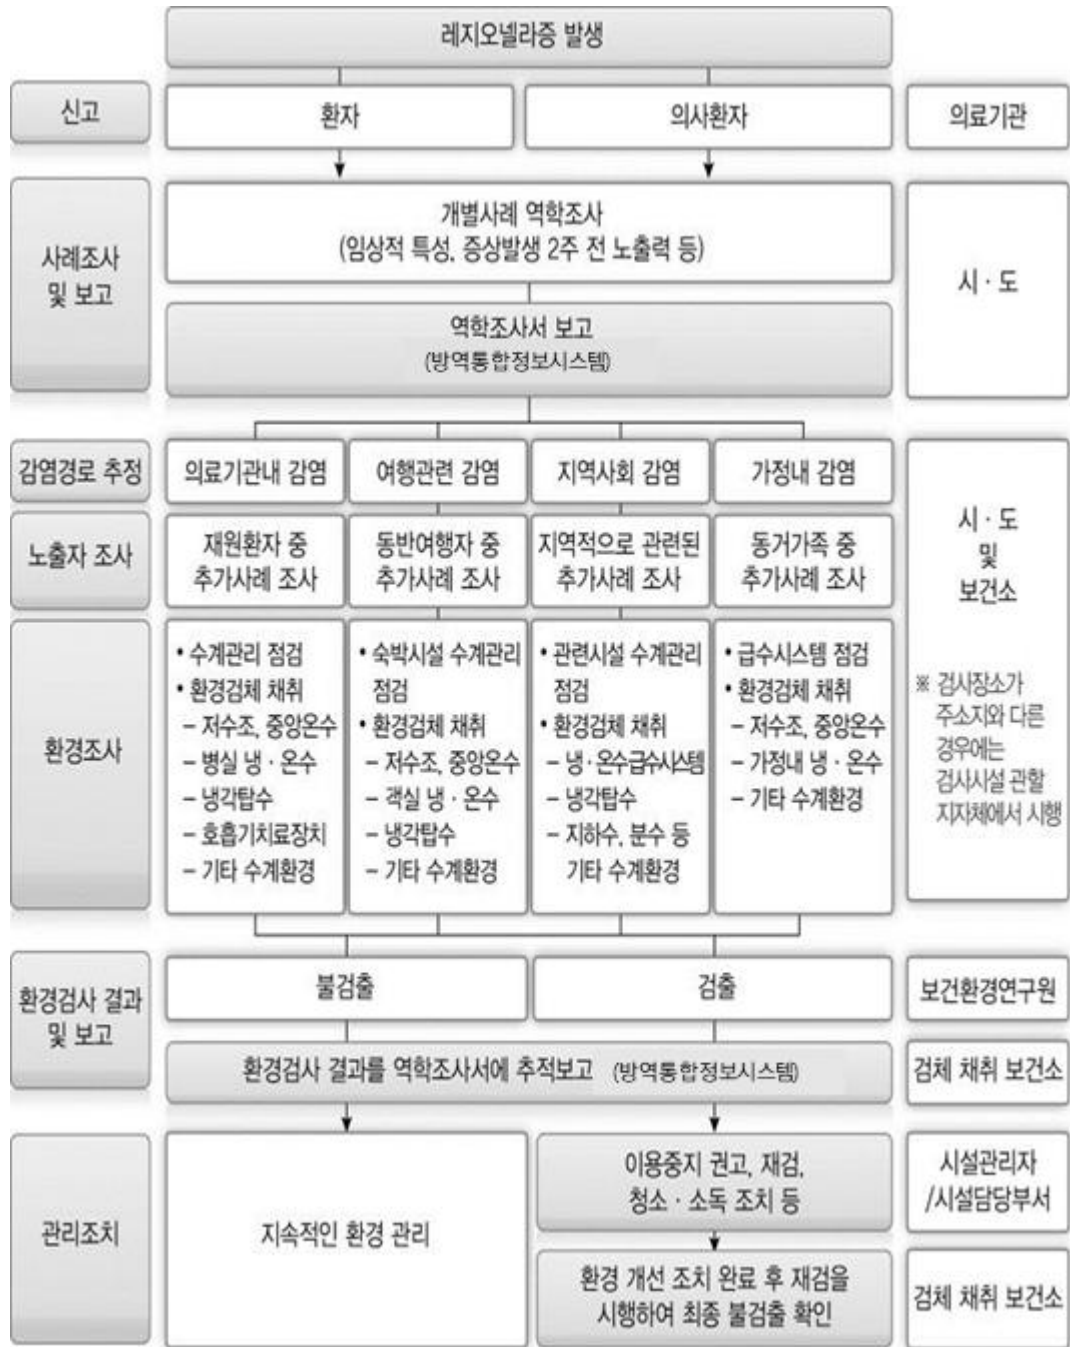 레지오넬라증 발생
신고
환자
의사환자
의료기관
사례조사
및 보고
개별사례 역학조사
(임상적 특성, 증상발생 2주 전 노출력 등)
시 · 도
역학조사서 보고
(방역통합정보시스템)
감염경로 추정
의료기관내 감염
여행관련 감염
지역사회 감염
가정내 감염
노출자 조사
재원환자 중
추가사례 조사
동반여행자 중
추가사례 조사
지역적으로 관련된
추가사례 조사
동거가족 중
추가사례 조사
시 · 도
및
보건소
※ 검사장소가
주소지와 다른
경우에는
검사시설 관할
지자체에서 시행
환경조사
• 수계관리 점검
• 환경검체 채취
– 저수조, 중앙온수
– 병실 냉 · 온수
– 냉각탑수
– 호흡기치료장치
– 기타 수계환경
• 숙박시설 수계관리
점검
• 환경검체 채취
– 저수조, 중앙온수
– 객실 냉 · 온수
– 냉각탑수
– 기타 수계환경
• 관련시설 수계관리
점검
• 환경검체 채취
– 냉 · 온수급수시스템
– 냉각탑수
– 지하수, 분수 등
기타 수계환경
• 급수시스템 점검
• 환경검체 채취
– 저수조, 중앙온수
– 가정내 냉 · 온수
– 기타 수계환경
환경검사 결과
및 보고
불검출
검출
보건환경연구원
환경검사 결과를 역학조사서에 추적보고 (방역통합정보시스템)
검체 채취 보건소
관리조치
지속적인 환경 관리
이용중지 권고, 재검,
청소 · 소독 조치 등
시설관리자
/시설담당부서
환경 개선 조치 완료 후 재검을
시행하여 최종 불검출 확인
검체 채취 보건소